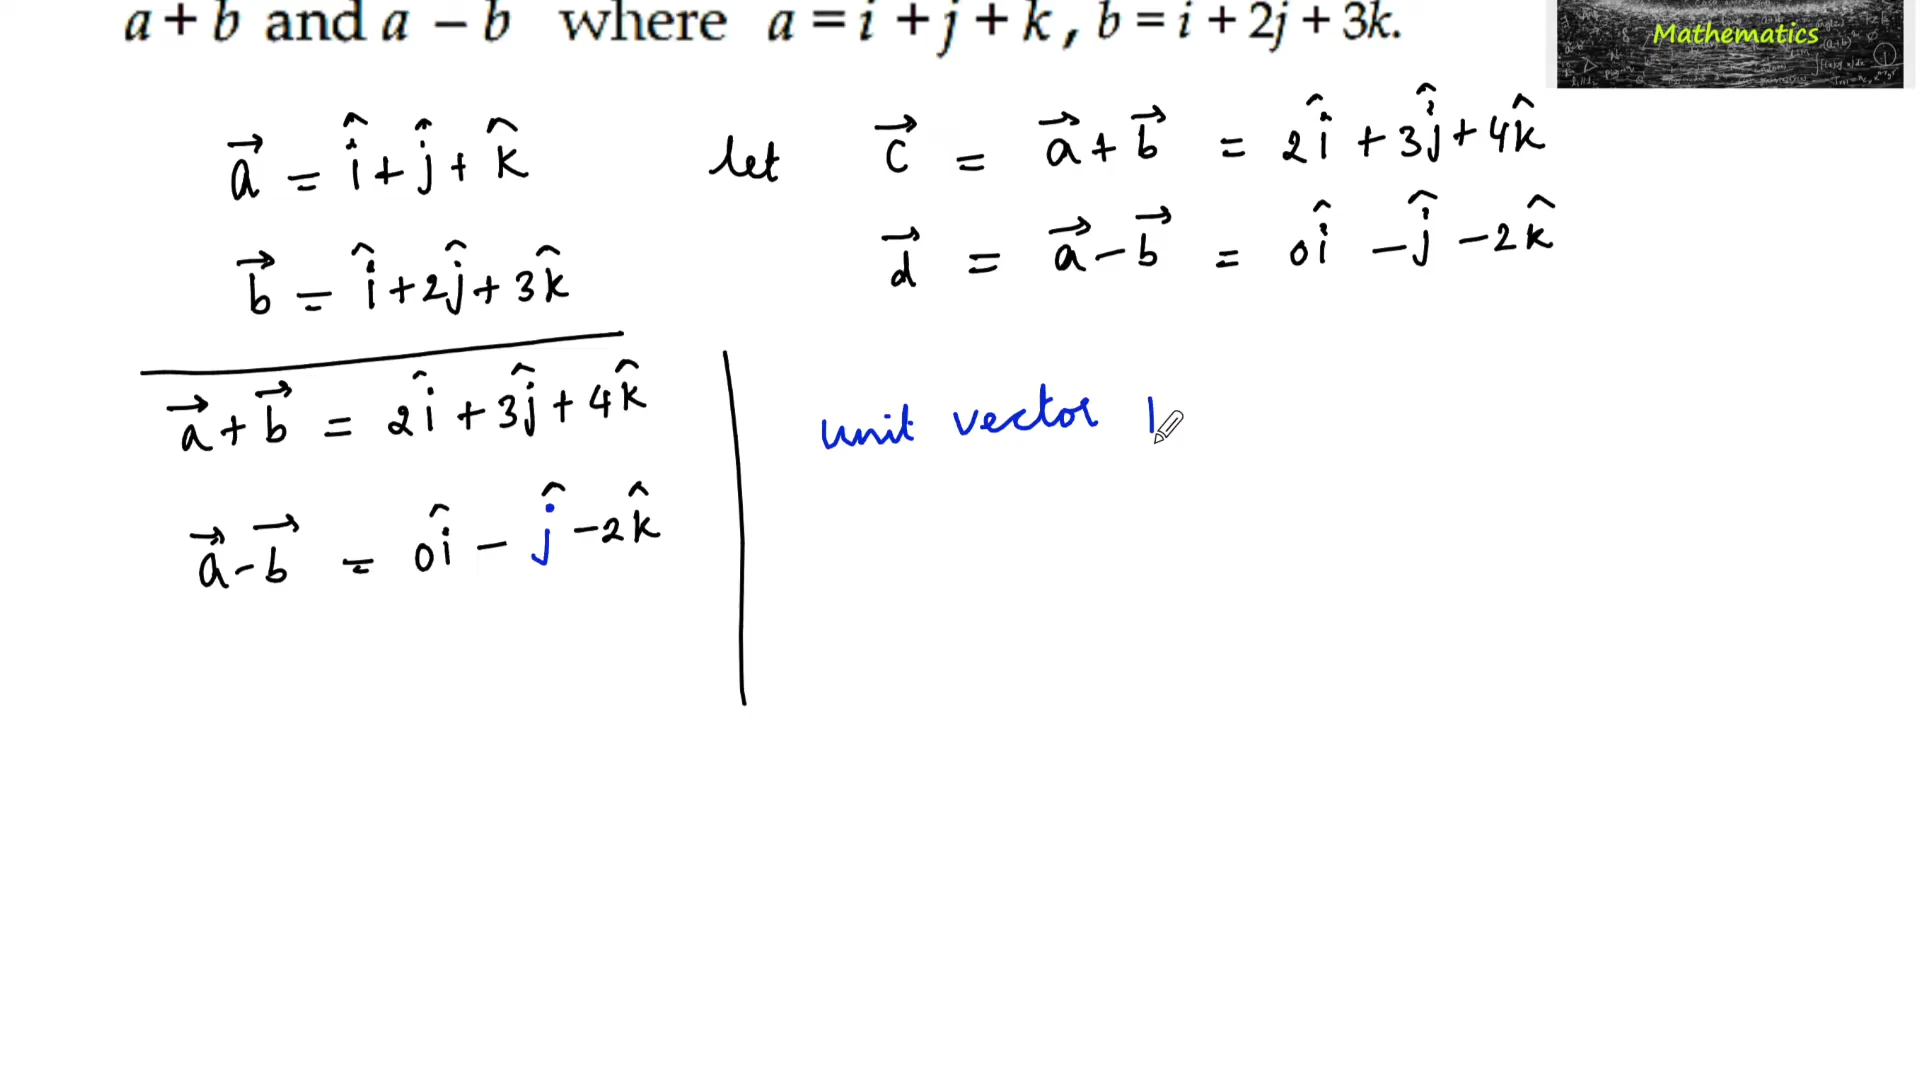 a + b and a − b where a = i + j + k, b = i + 2j + 3k.
Mathematics
a⃗ = î + ĵ + k̂
let c⃗ = a⃗ + b⃗ = 2î + 3ĵ + 4k̂
b⃗ = î + 2ĵ + 3k̂
d⃗ = a⃗ − b⃗ = 0î − ĵ − 2k̂
a⃗ + b⃗ = 2î + 3ĵ + 4k̂
unit vector
a⃗ − b⃗ = 0î − ĵ − 2k̂